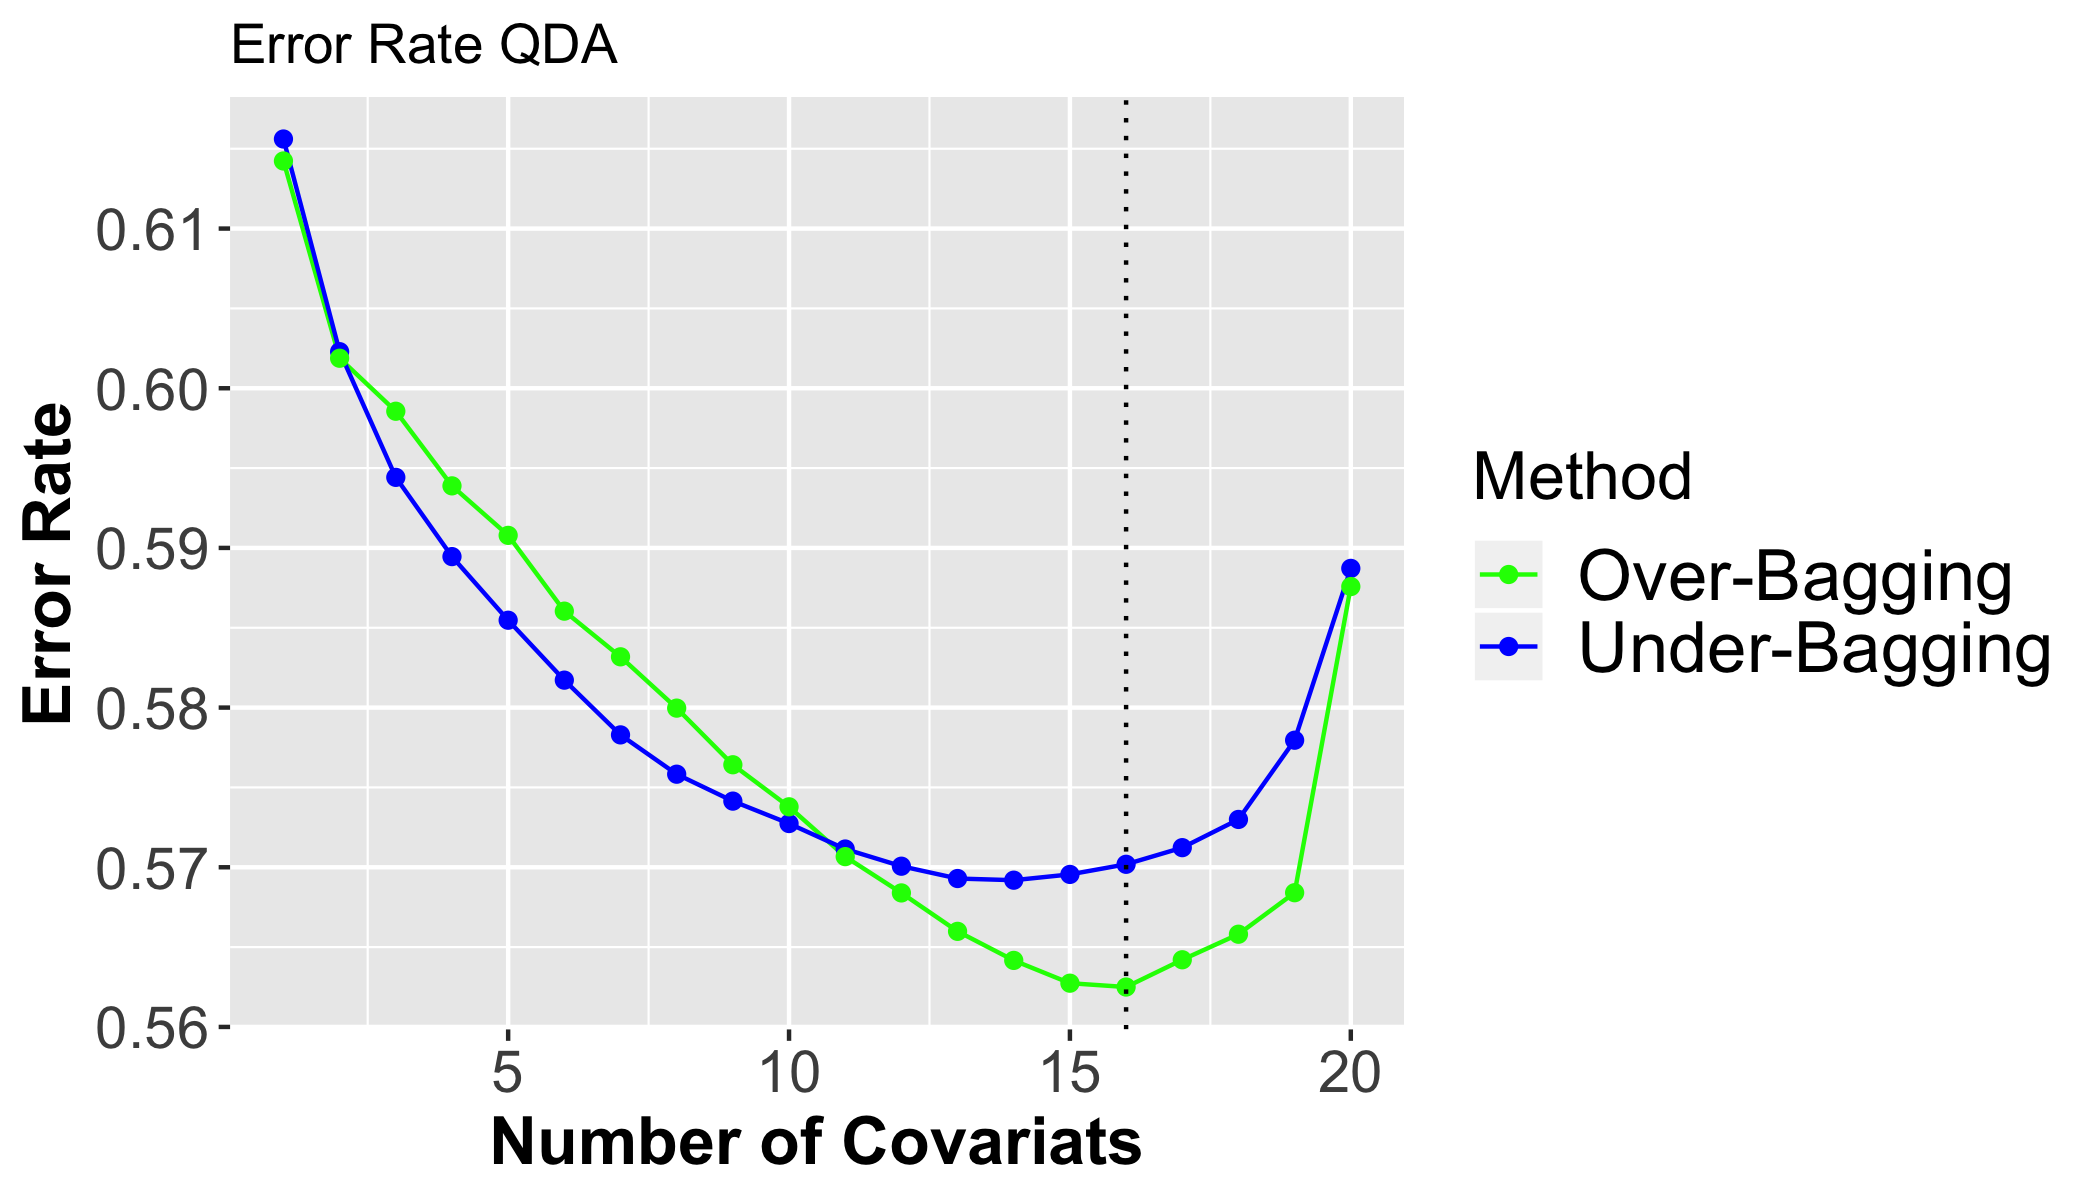 Error Rate QDA
Error Rate
0.61
0.60
0.59
0.58
0.57
0.56
5 10 15 20
Number of Covariats
Method
Over-Bagging
Under-Bagging